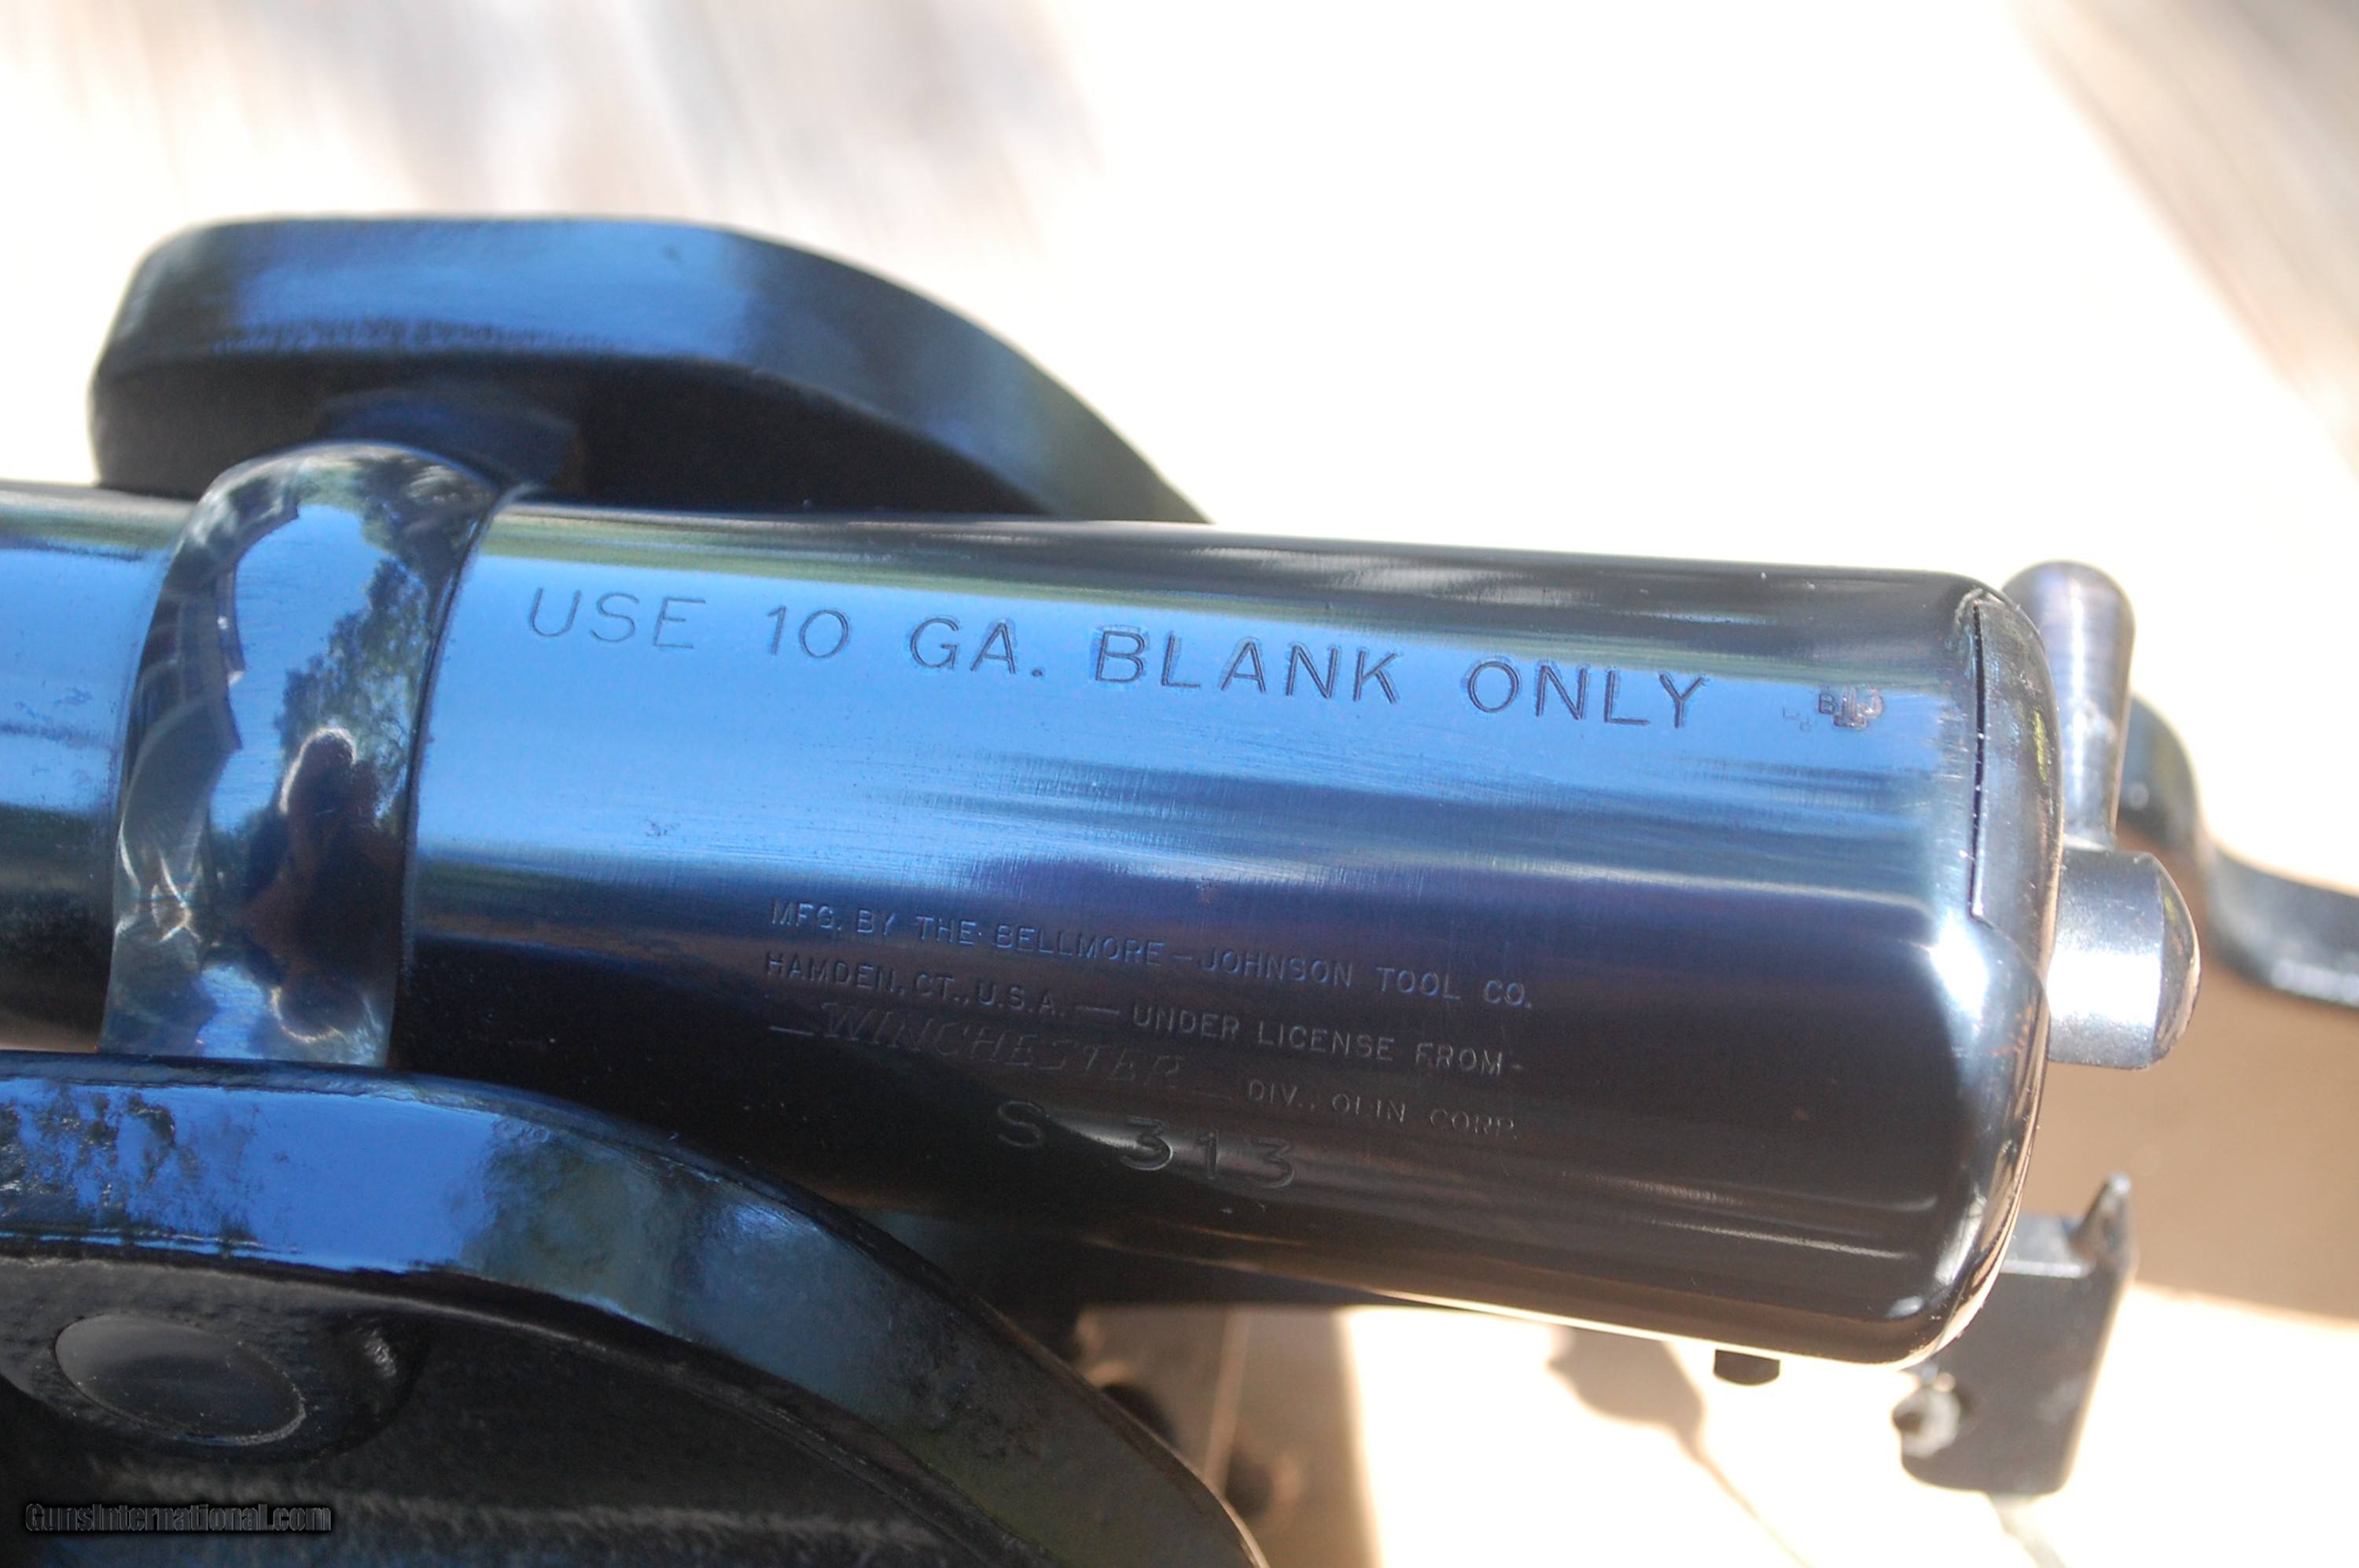 USE 10 GA. BLANK ONLY
MFG. BY THE BELLMORE - JOHNSON TOOL CO.
HAMDEN, CT., U.S.A. — UNDER LICENSE FROM-
—WINCHESTER— DIV., OLIN CORP.
S 313
GunsInternational.com